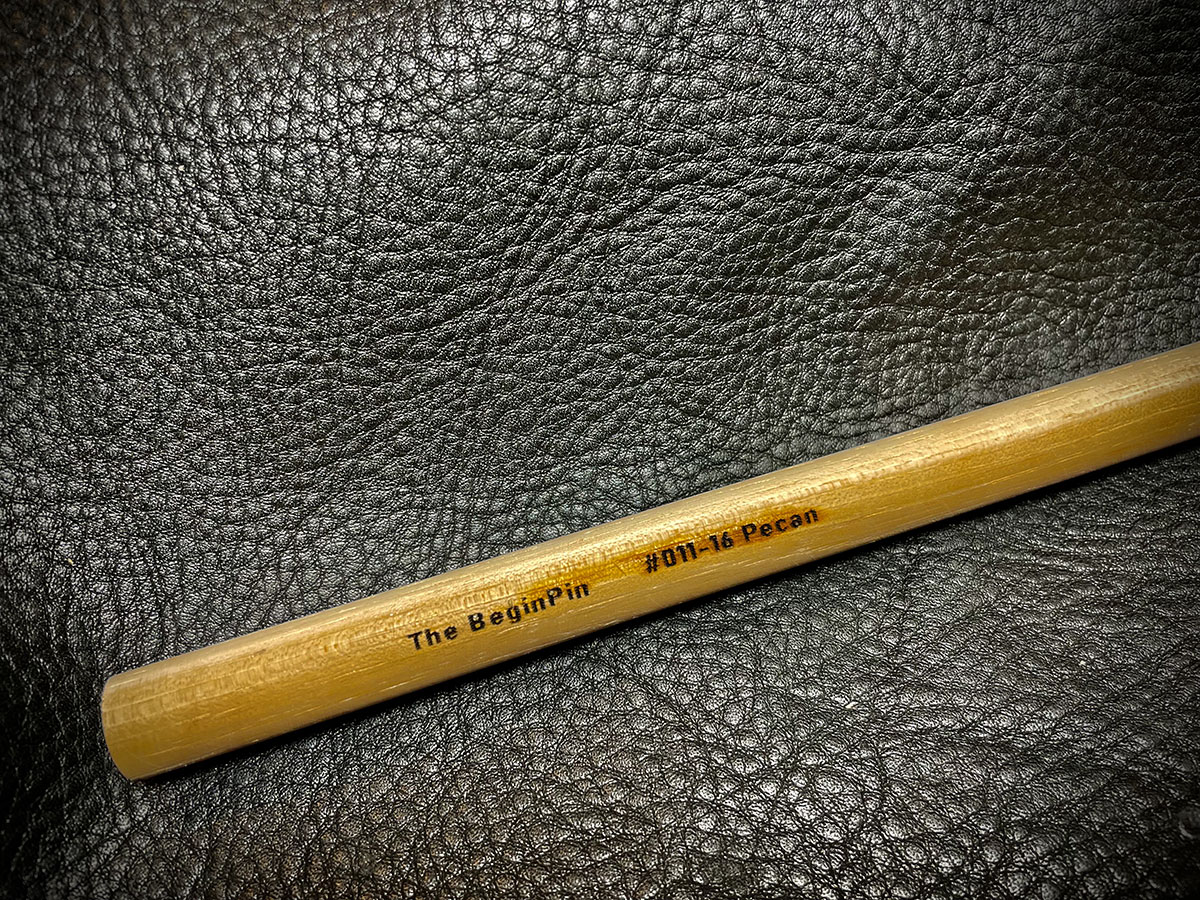 The BeginPin #011-16 Pecan